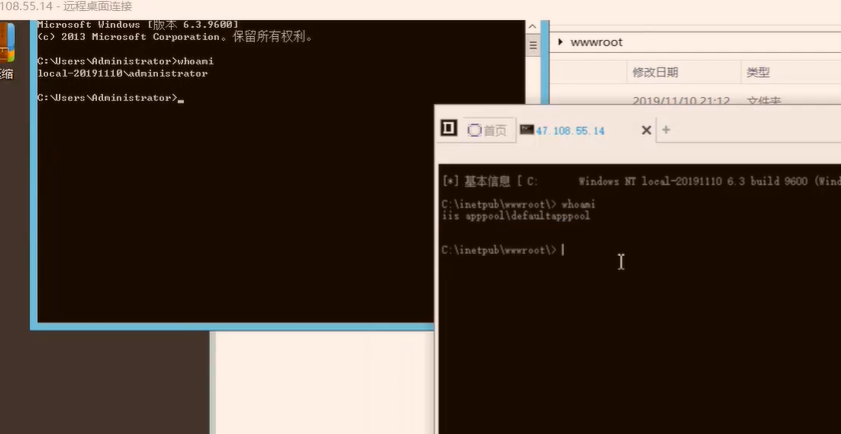 108.55.14 - 远程桌面连接
Microsoft Windows [版本 6.3.9600]
(c) 2013 Microsoft Corporation。保留所有权利。
C:\Users\Administrator>whoami
local-20191110\administrator
C:\Users\Administrator>_
缩
wwwroot
修改日期 类型
2019/11/10 21:12 文件夹
首页 47.108.55.14
[*] 基本信息 [ C: Windows NT local-20191110 6.3 build 9600 (Wind
C:\inetpub\wwwroot\> whoami
iis apppool\defaultapppool
C:\inetpub\wwwroot\>